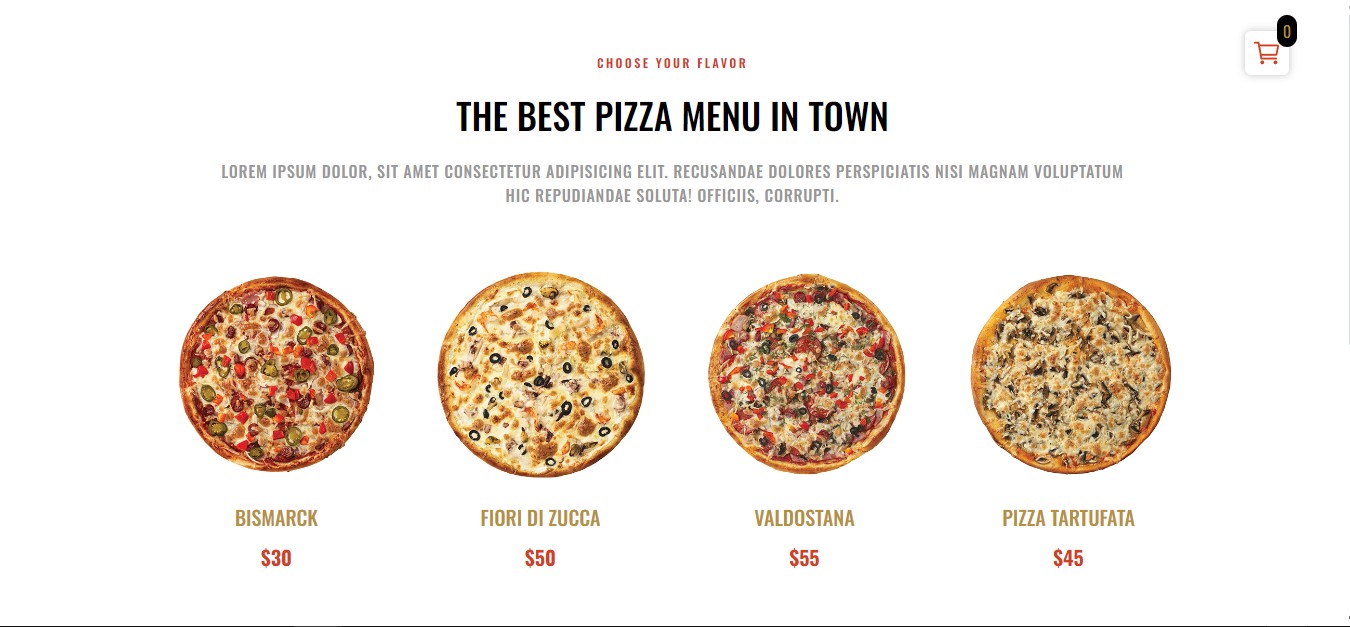 0
CHOOSE YOUR FLAVOR
THE BEST PIZZA MENU IN TOWN
LOREM IPSUM DOLOR, SIT AMET CONSECTETUR ADIPISICING ELIT. RECUSANDAE DOLORES PERSPICIATIS NISI MAGNAM VOLUPTATUM
HIC REPUDIANDAE SOLUTA! OFFICIIS, CORRUPTI.
BISMARCK
$30
FIORI DI ZUCCA
$50
VALDOSTANA
$55
PIZZA TARTUFATA
$45